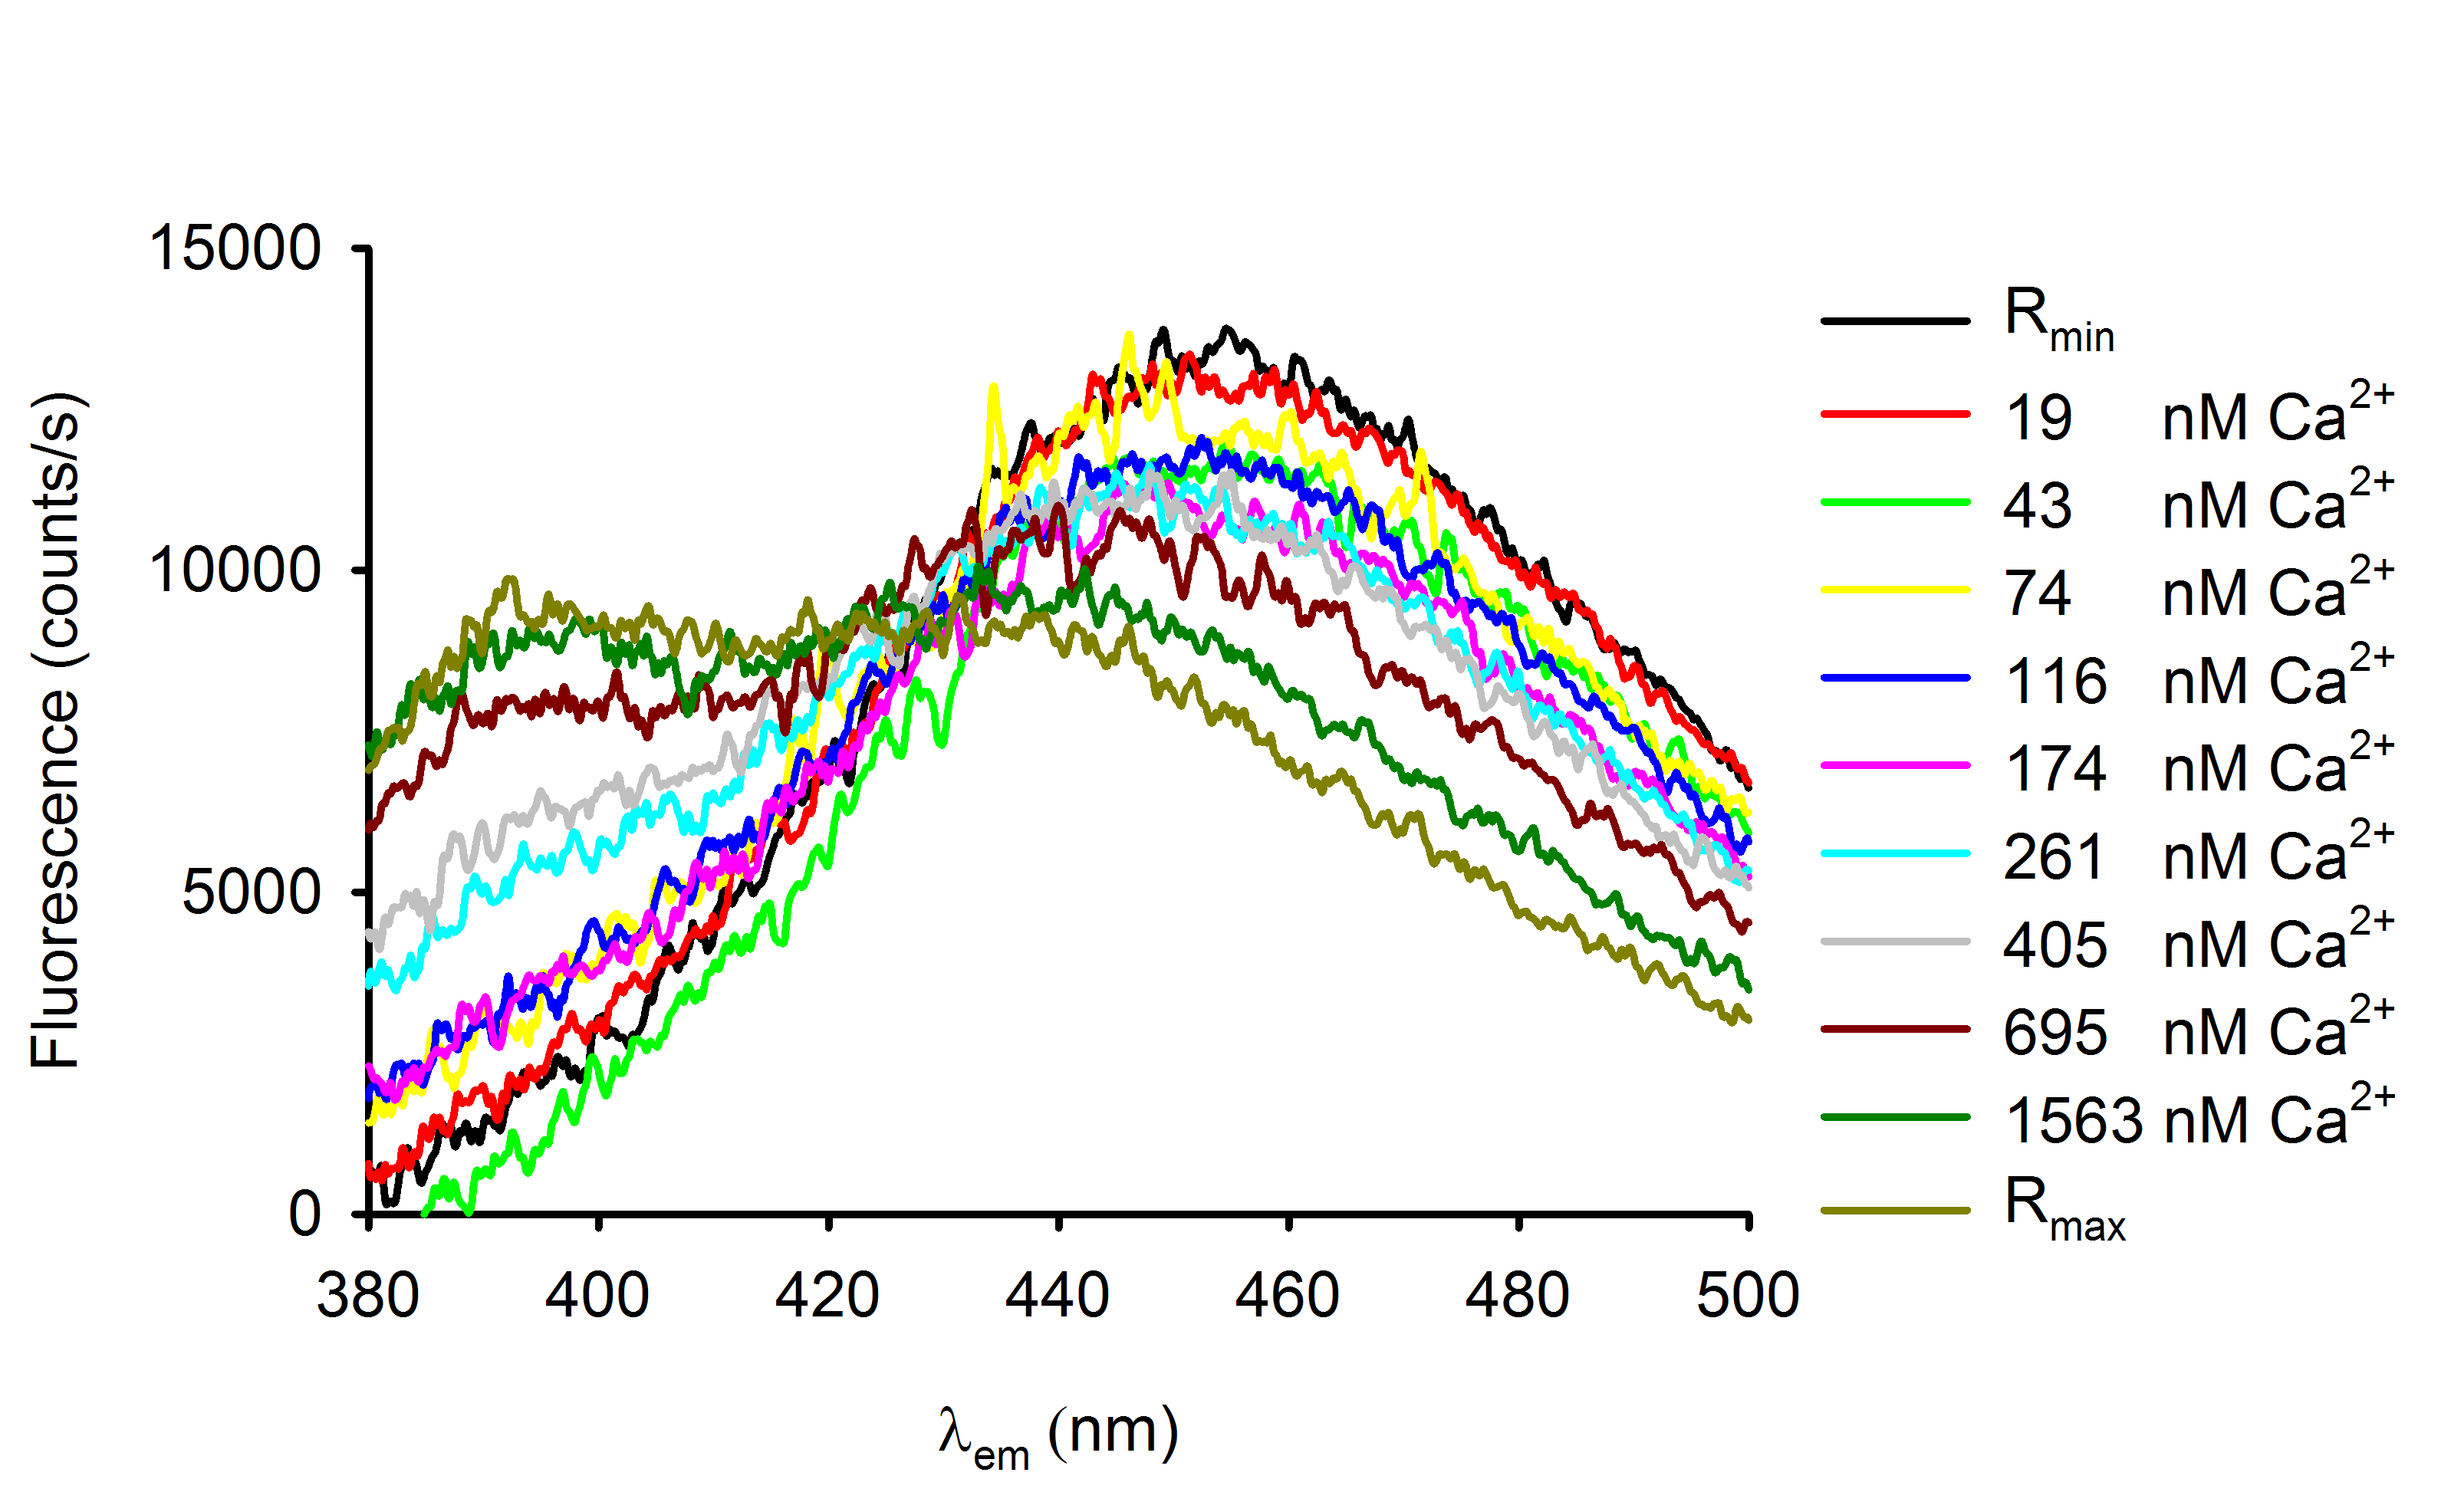 15000
10000
5000
0
Fluorescence (counts/s)
380 400 420 440 460 480 500
λem (nm)
Rmin
19 nM Ca2+
43 nM Ca2+
74 nM Ca2+
116 nM Ca2+
174 nM Ca2+
261 nM Ca2+
405 nM Ca2+
695 nM Ca2+
1563 nM Ca2+
Rmax